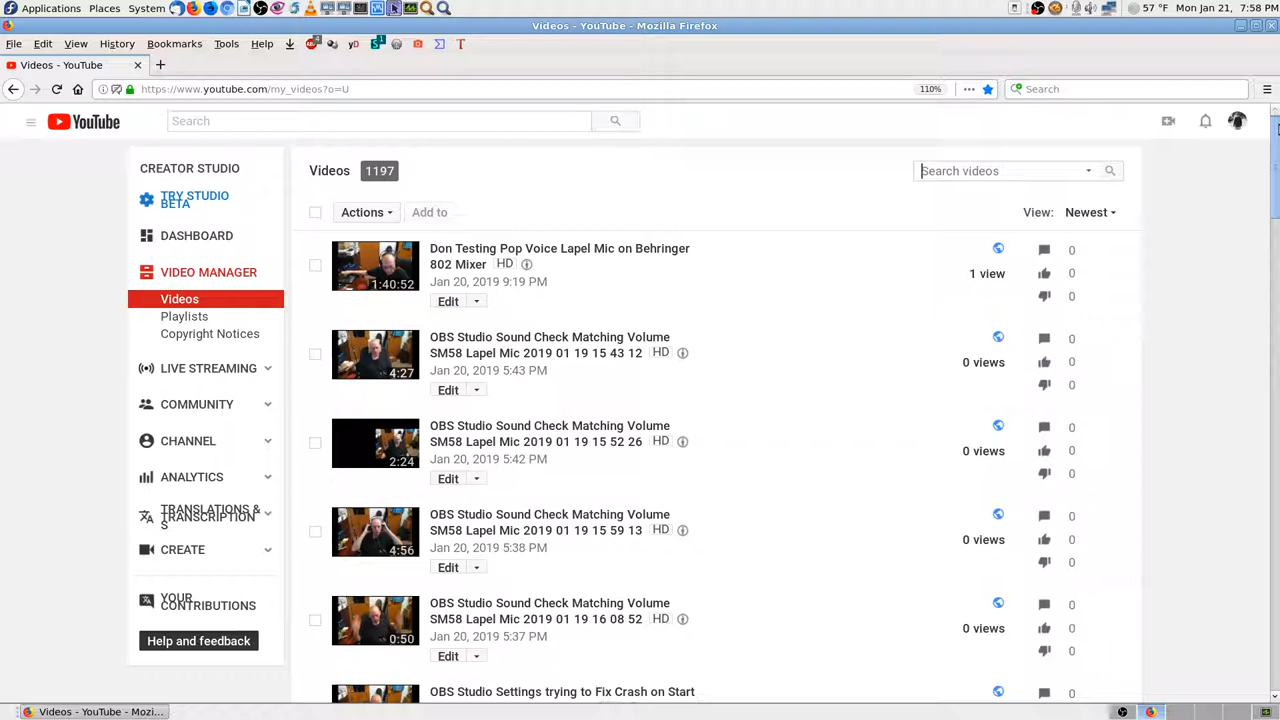 Applications Places System 57 °F Mon Jan 21, 7:58 PM
Videos - YouTube - Mozilla Firefox
File Edit View History Bookmarks Tools Help
Videos - YouTube
https://www.youtube.com/my_videos?o=U 110% Search
YouTube Search
CREATOR STUDIO
TRY STUDIO
BETA
DASHBOARD
VIDEO MANAGER
Videos
Playlists
Copyright Notices
LIVE STREAMING
COMMUNITY
CHANNEL
ANALYTICS
TRANSLATIONS &
TRANSCRIPTION
S
CREATE
YOUR
CONTRIBUTIONS
Help and feedback
Videos 1197 Search videos
Actions Add to View: Newest
Don Testing Pop Voice Lapel Mic on Behringer
802 Mixer HD
Jan 20, 2019 9:19 PM
Edit
1:40:52
1 view
0
0
0
OBS Studio Sound Check Matching Volume
SM58 Lapel Mic 2019 01 19 15 43 12 HD
Jan 20, 2019 5:43 PM
Edit
4:27
0 views
0
0
0
OBS Studio Sound Check Matching Volume
SM58 Lapel Mic 2019 01 19 15 52 26 HD
Jan 20, 2019 5:42 PM
Edit
2:24
0 views
0
0
0
OBS Studio Sound Check Matching Volume
SM58 Lapel Mic 2019 01 19 15 59 13 HD
Jan 20, 2019 5:38 PM
Edit
4:56
0 views
0
0
0
OBS Studio Sound Check Matching Volume
SM58 Lapel Mic 2019 01 19 16 08 52 HD
Jan 20, 2019 5:37 PM
Edit
0:50
0 views
0
0
0
OBS Studio Settings trying to Fix Crash on Start
0
Videos - YouTube - Mozi...